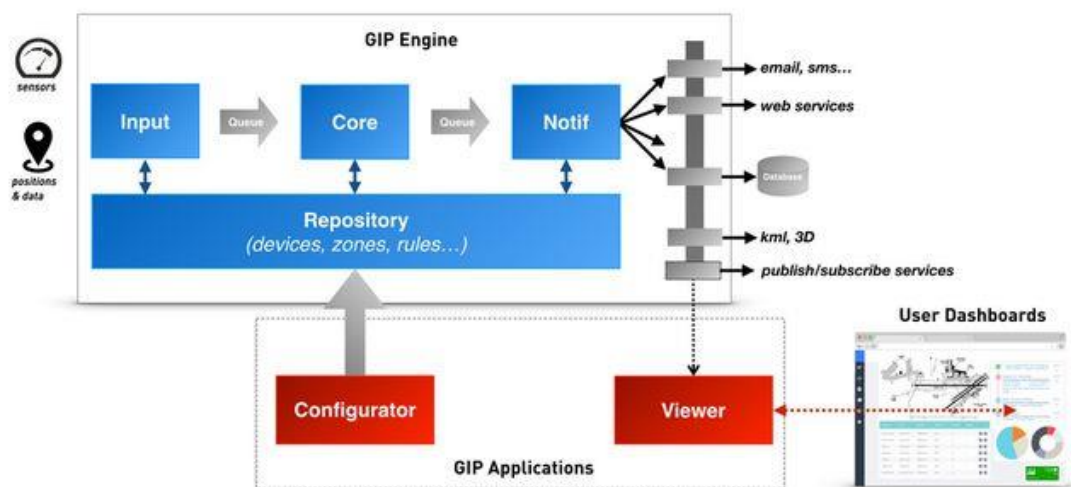 GIP Engine
sensors
positions
& data
Input
Queue
Core
Queue
Notif
email, sms...
web services
Database
kml, 3D
publish/subscribe services
Repository
(devices, zones, rules...)
Configurator
Viewer
GIP Applications
User Dashboards